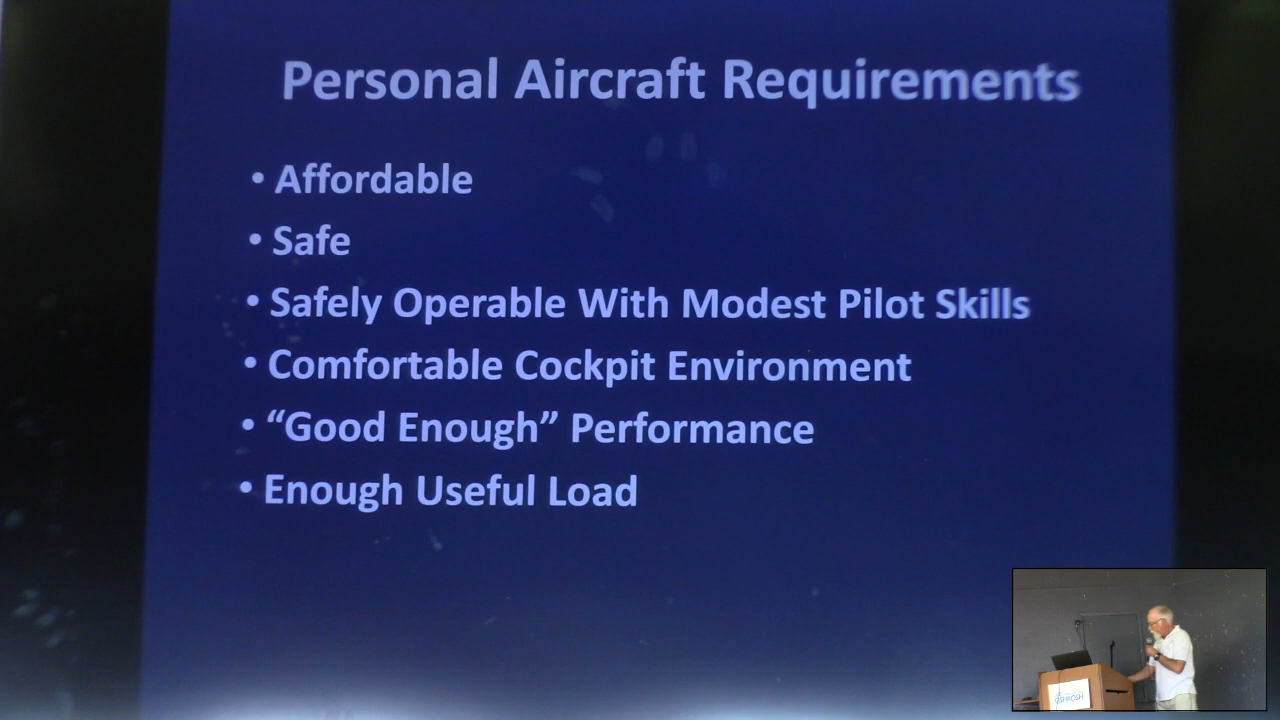 Personal Aircraft Requirements
• Affordable
• Safe
• Safely Operable With Modest Pilot Skills
• Comfortable Cockpit Environment
• “Good Enough” Performance
• Enough Useful Load
OSHKOSH